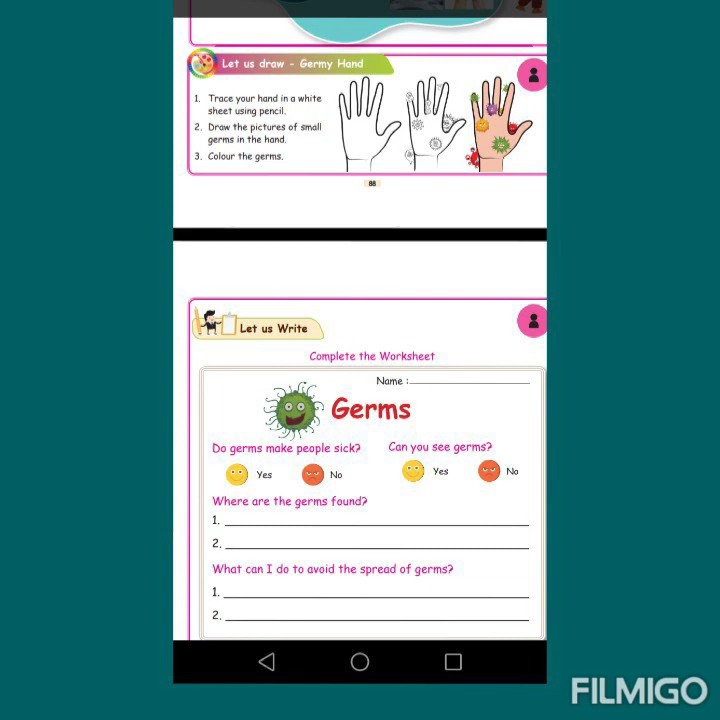 Let us draw - Germy Hand
1. Trace your hand in a white
sheet using pencil.
2. Draw the pictures of small
germs in the hand.
3. Colour the germs.
88
Let us Write
Complete the Worksheet
Name :
Germs
Do germs make people sick? Can you see germs?
Yes No Yes No
Where are the germs found?
1.
2.
What can I do to avoid the spread of germs?
1.
2.
FILMIGO